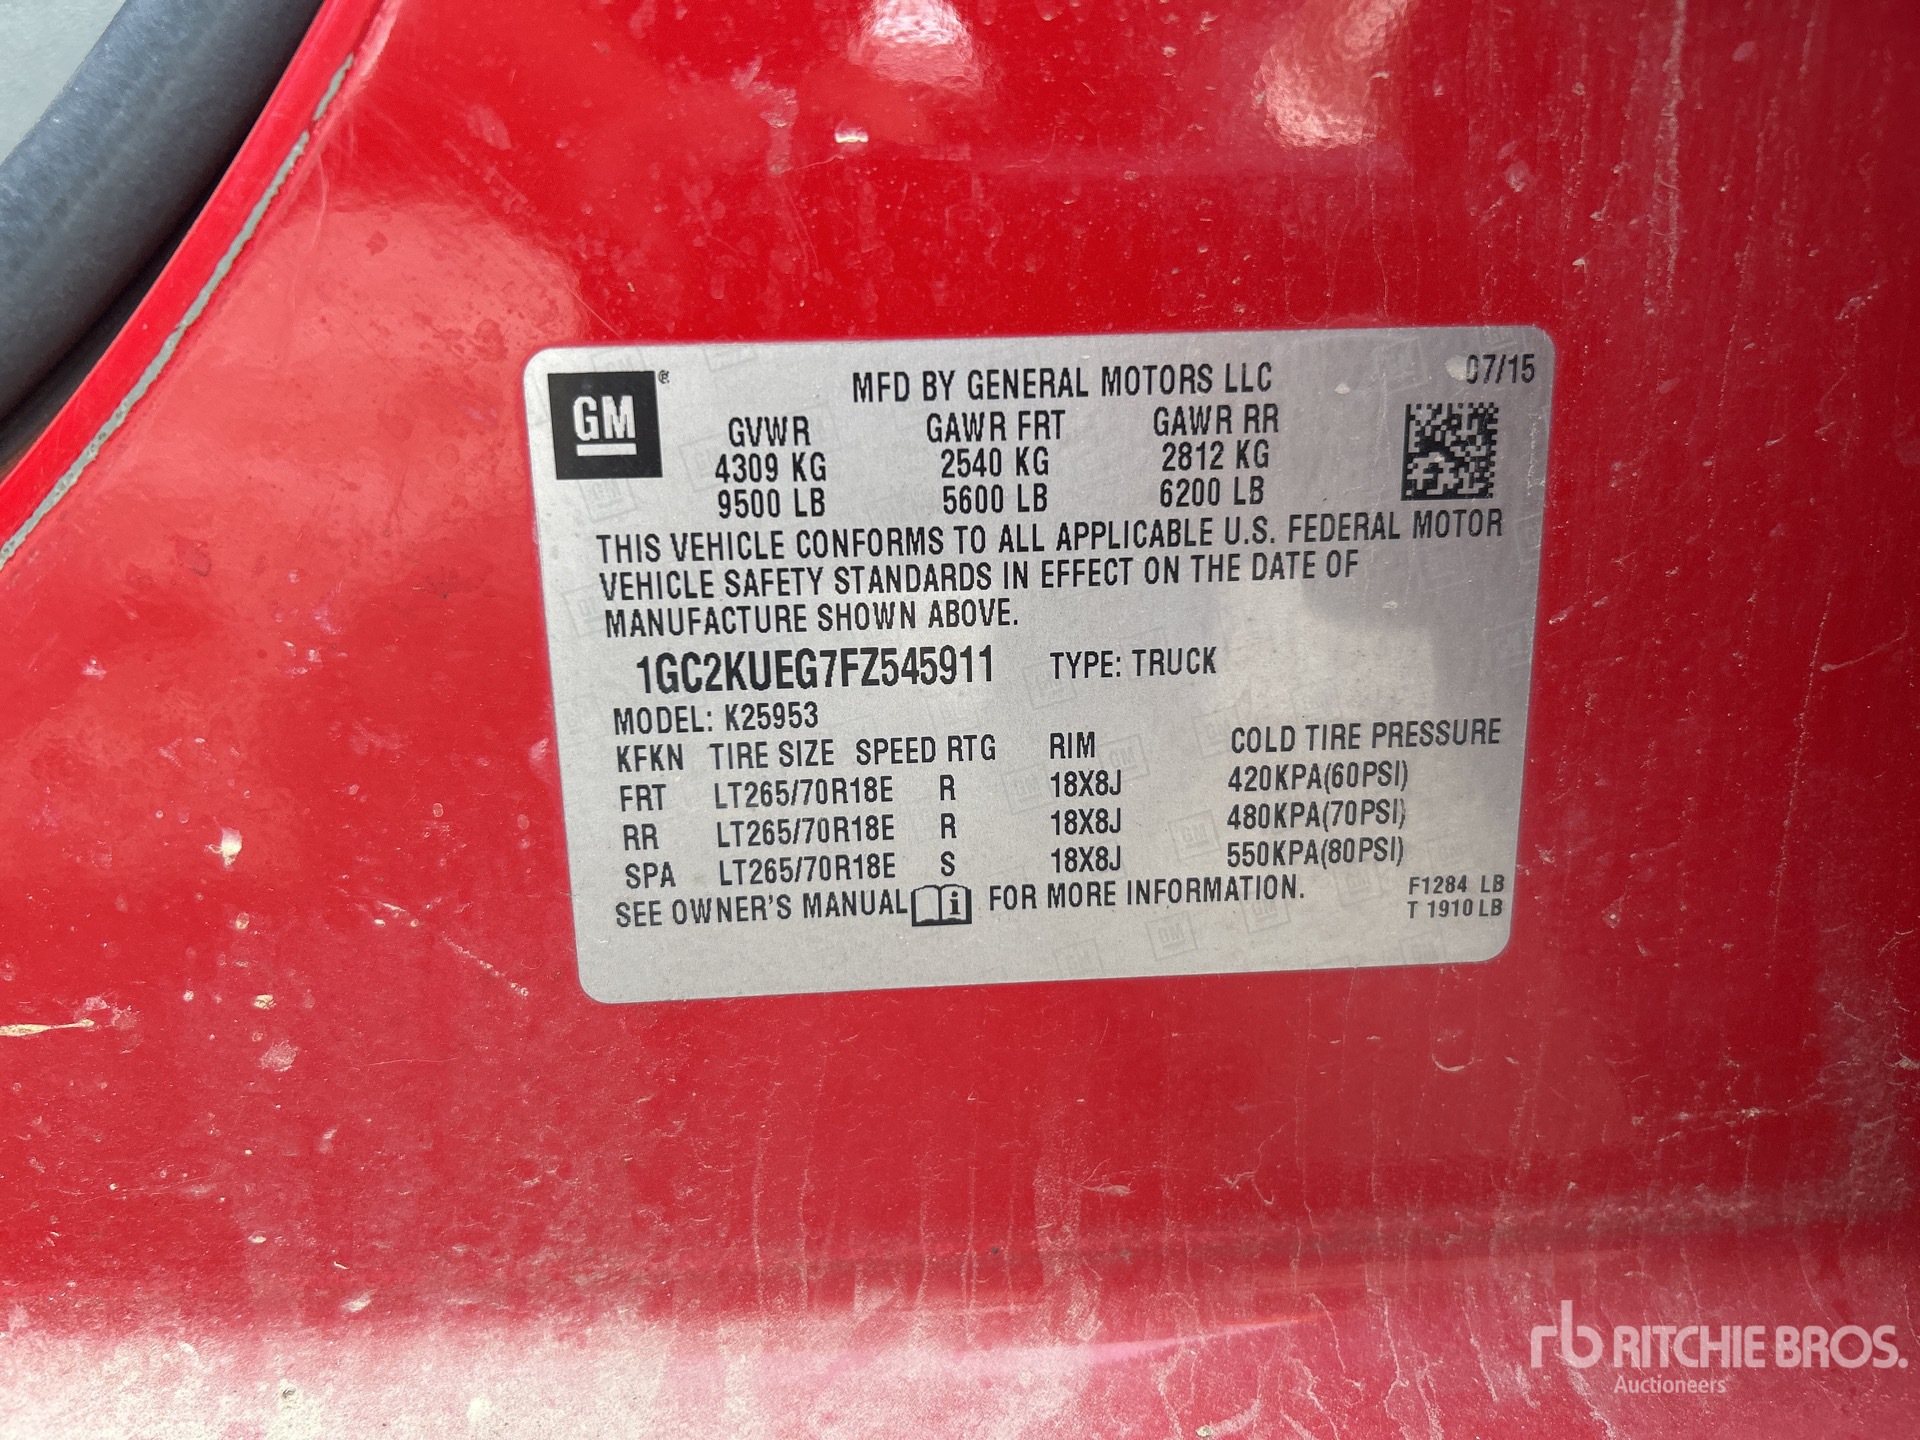 GM ® MFD BY GENERAL MOTORS LLC 07/15
GVWR GAWR FRT GAWR RR
4309 KG 2540 KG 2812 KG
9500 LB 5600 LB 6200 LB
THIS VEHICLE CONFORMS TO ALL APPLICABLE U.S. FEDERAL MOTOR
VEHICLE SAFETY STANDARDS IN EFFECT ON THE DATE OF
MANUFACTURE SHOWN ABOVE.
1GC2KUEG7FZ545911 TYPE: TRUCK
MODEL: K25953
KFKN TIRE SIZE SPEED RTG RIM COLD TIRE PRESSURE
FRT LT265/70R18E R 18X8J 420KPA(60PSI)
RR LT265/70R18E R 18X8J 480KPA(70PSI)
SPA LT265/70R18E S 18X8J 550KPA(80PSI)
SEE OWNER'S MANUAL i FOR MORE INFORMATION.
F1284 LB
T 1910 LB
rb RITCHIE BROS.
Auctioneers